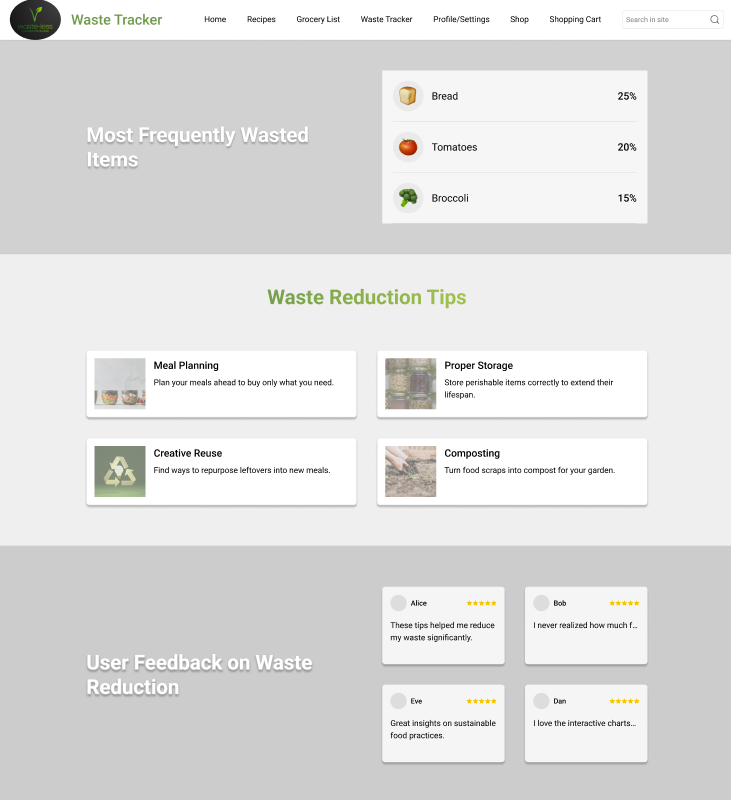 waste-less
Waste Tracker
Home
Recipes
Grocery List
Waste Tracker
Profile/Settings
Shop
Shopping Cart
Search in site
Most Frequently Wasted
Items
Bread 25%
Tomatoes 20%
Broccoli 15%
Waste Reduction Tips
Meal Planning
Plan your meals ahead to buy only what you need.
Proper Storage
Store perishable items correctly to extend their
lifespan.
Creative Reuse
Find ways to repurpose leftovers into new meals.
Composting
Turn food scraps into compost for your garden.
User Feedback on Waste
Reduction
Alice
These tips helped me reduce
my waste significantly.
Bob
I never realized how much f...
Eve
Great insights on sustainable
food practices.
Dan
I love the interactive charts...